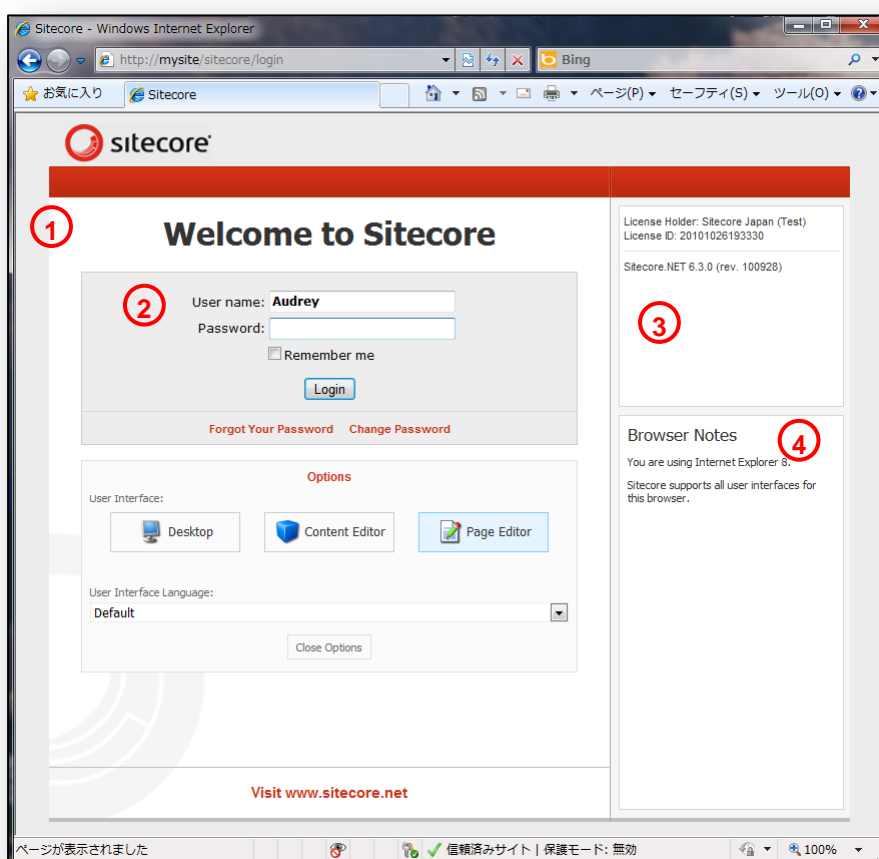 Sitecore - Windows Internet Explorer
http://mysite/sitecore/login
Bing
お気に入り
Sitecore
ページ(P)
セーフティ(S)
ツール(O)
sitecore
1
Welcome to Sitecore
2
User name: Audrey
Password:
Remember me
Login
Forgot Your Password Change Password
Options
User Interface:
Desktop
Content Editor
Page Editor
User Interface Language:
Default
Close Options
Visit www.sitecore.net
License Holder: Sitecore Japan (Test)
License ID: 20101026193330
Sitecore.NET 6.3.0 (rev. 100928)
3
Browser Notes
4
You are using Internet Explorer 8.
Sitecore supports all user interfaces for
this browser.
ページが表示されました
信頼済みサイト | 保護モード: 無効
100%